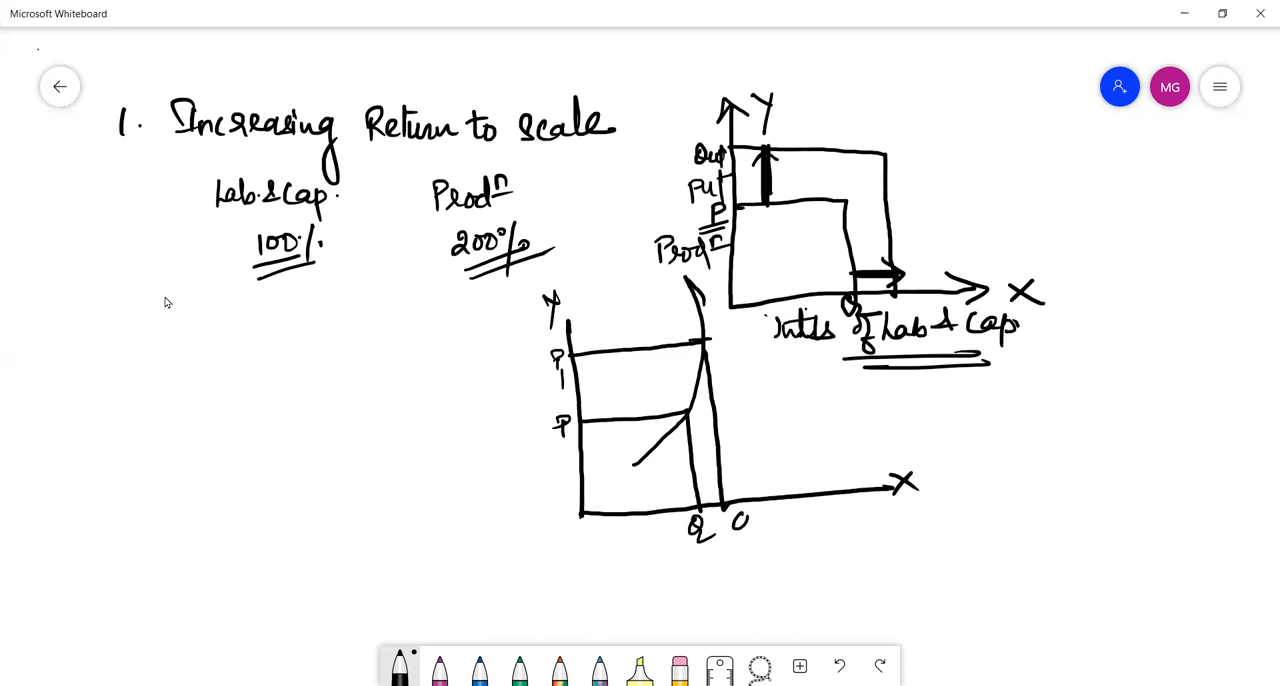 Microsoft Whiteboard
MG
1. Increasing Return to Scale
Lab. & Cap. Prodn
100% 200%
Y
Out
Put
P
Prodn
X
Q
of Lab & Cap.
Y
P1
P
X
Q